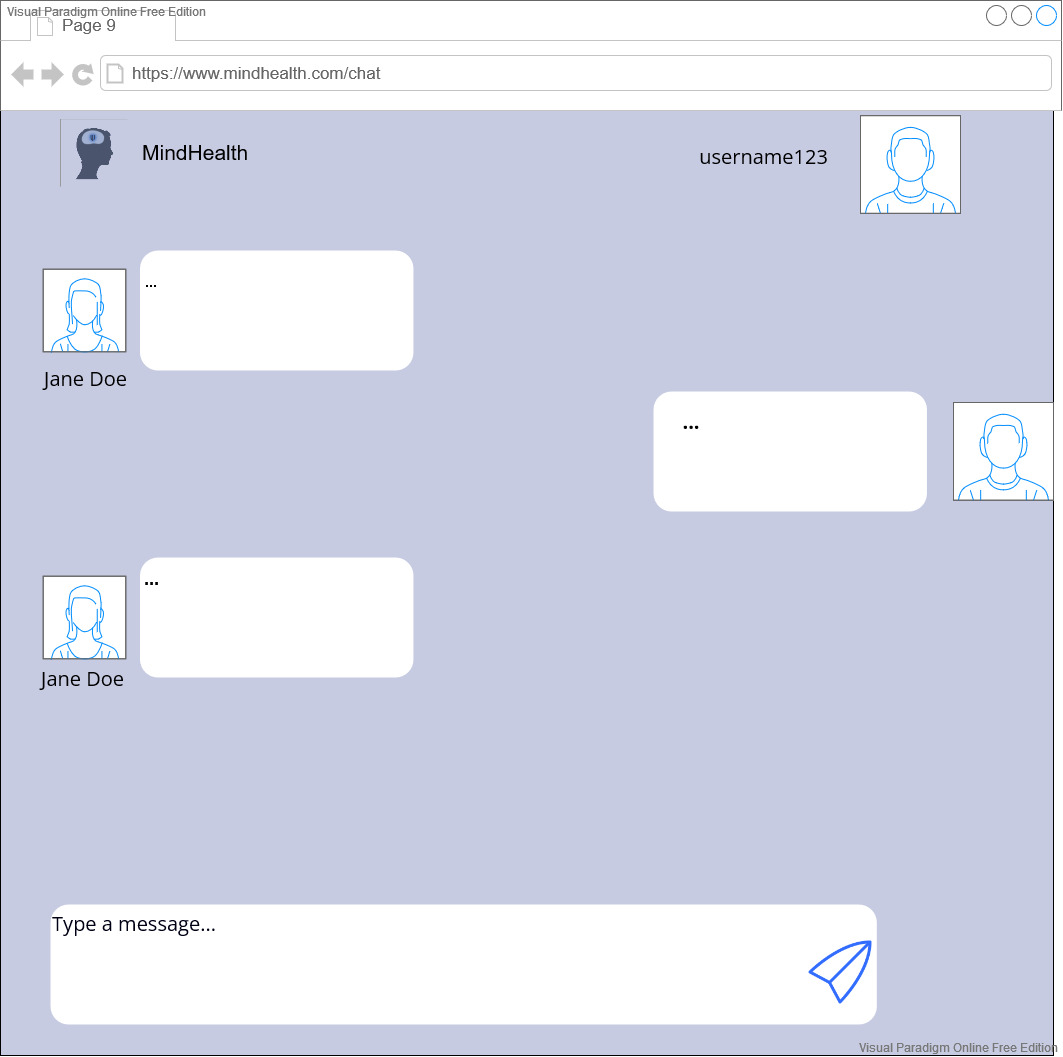 Visual Paradigm Online Free Edition
Page 9
https://www.mindhealth.com/chat
MindHealth
username123
...
Jane Doe
...
...
Jane Doe
Type a message...
Visual Paradigm Online Free Edition